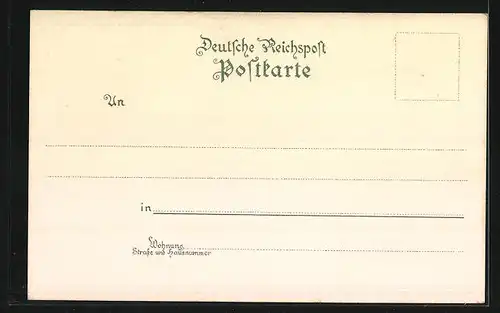 Deutsche Reichspost
Postkarte
An
in
Wohnung
Straße und Hausnummer